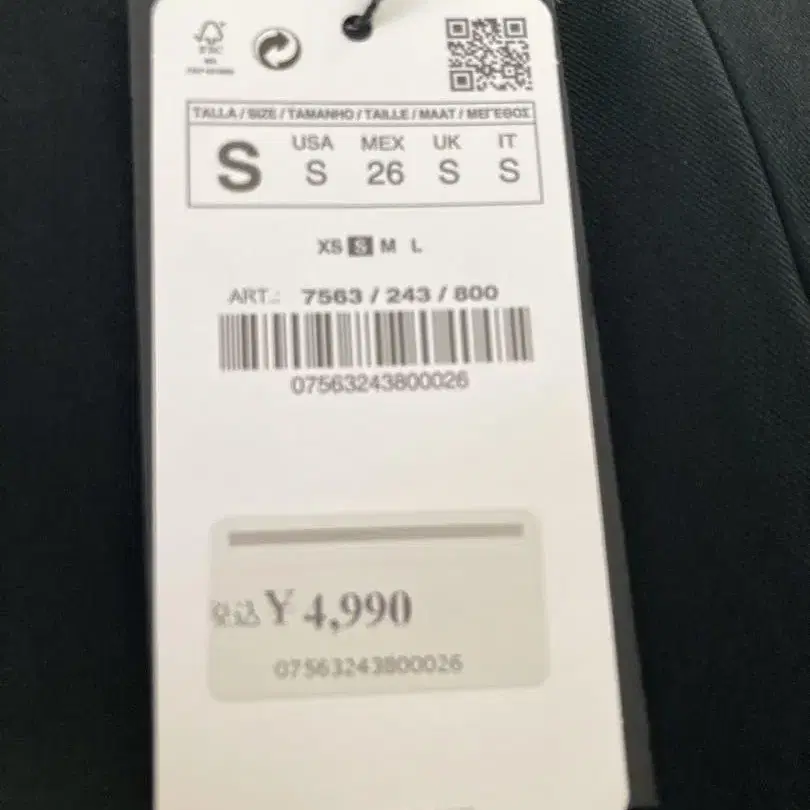 FSC
TALLA / SIZE / TAMANHO / TAILLE / MAAT / ΜΕΓΕΘΟΣ
S
USA MEX UK IT
S 26 S S
XS S M L
ART.: 7563 / 243 / 800
07563243800026
税込¥4,990
07563243800026